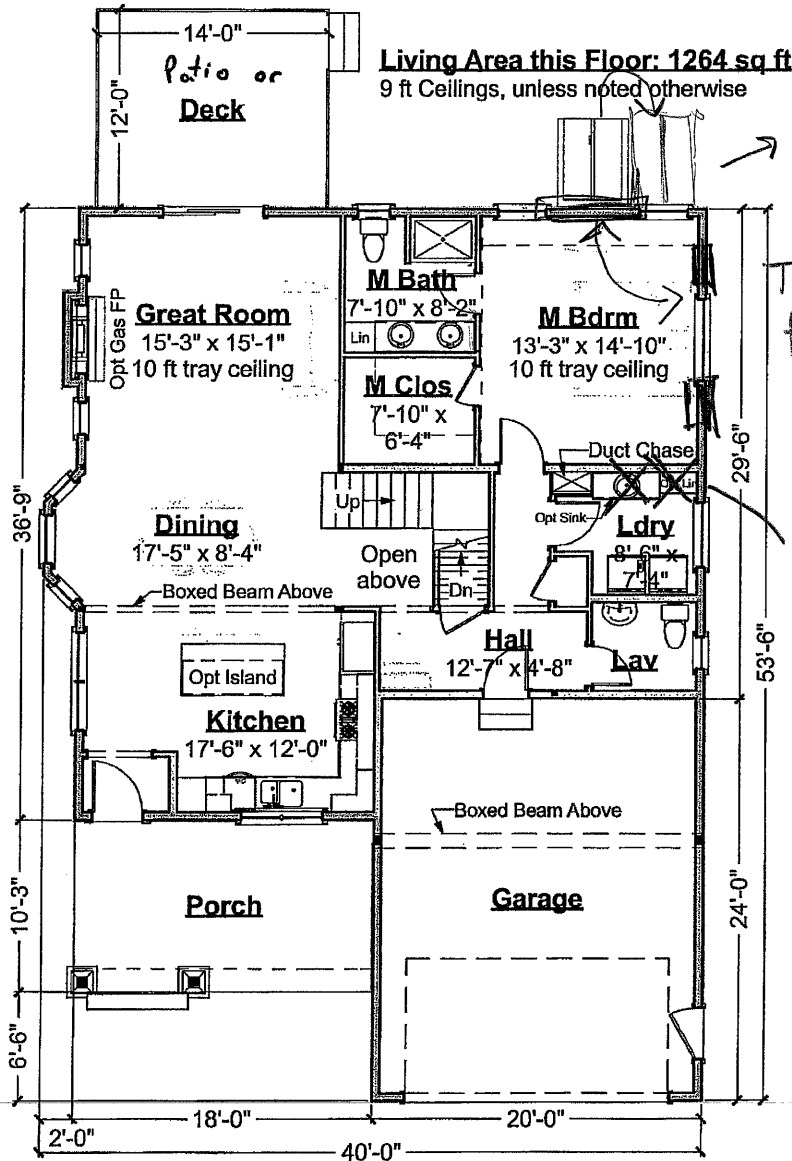 14'-0"
Patio or
Deck
12'-0"
Living Area this Floor: 1264 sq ft
9 ft Ceilings, unless noted otherwise
Great Room
15'-3" x 15'-1"
10 ft tray ceiling
Opt Gas FP
M Bath
7'-10" x 8'-2"
Lin
M Bdrm
13'-3" x 14'-10"
10 ft tray ceiling
M Clos
7'-10" x
6'-4"
Duct Chase
Lin
Opt Sink
Ldry
8'-6" x
7'-4"
Up
Dining
17'-5" x 8'-4"
Open
above
Dn
Boxed Beam Above
Hall
12'-7" x 4'-8"
Lav
Opt Island
Kitchen
17'-6" x 12'-0"
Boxed Beam Above
Porch
Garage
36'-9"
10'-3"
6'-6"
29'-6"
53'-6"
24'-0"
18'-0"
20'-0"
2'-0"
40'-0"